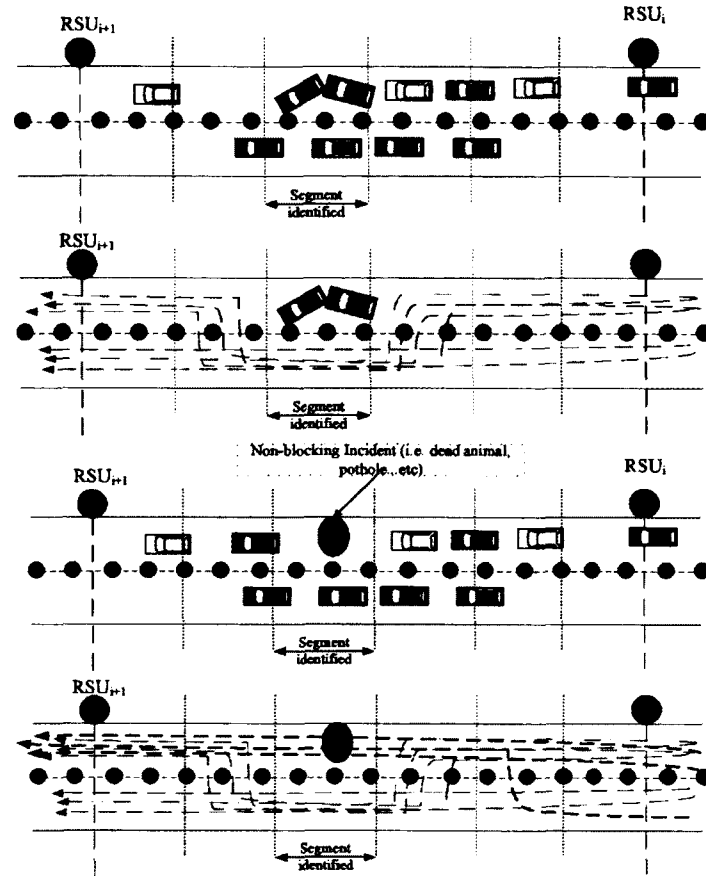 RSUi+1
RSUi
Segment
identified
RSUi+1
Segment
identified
Non-blocking Incident (i.e. dead animal,
pothole., etc)
RSUi+1
RSUi
Segment
identified
RSUi+1
Segment
identified